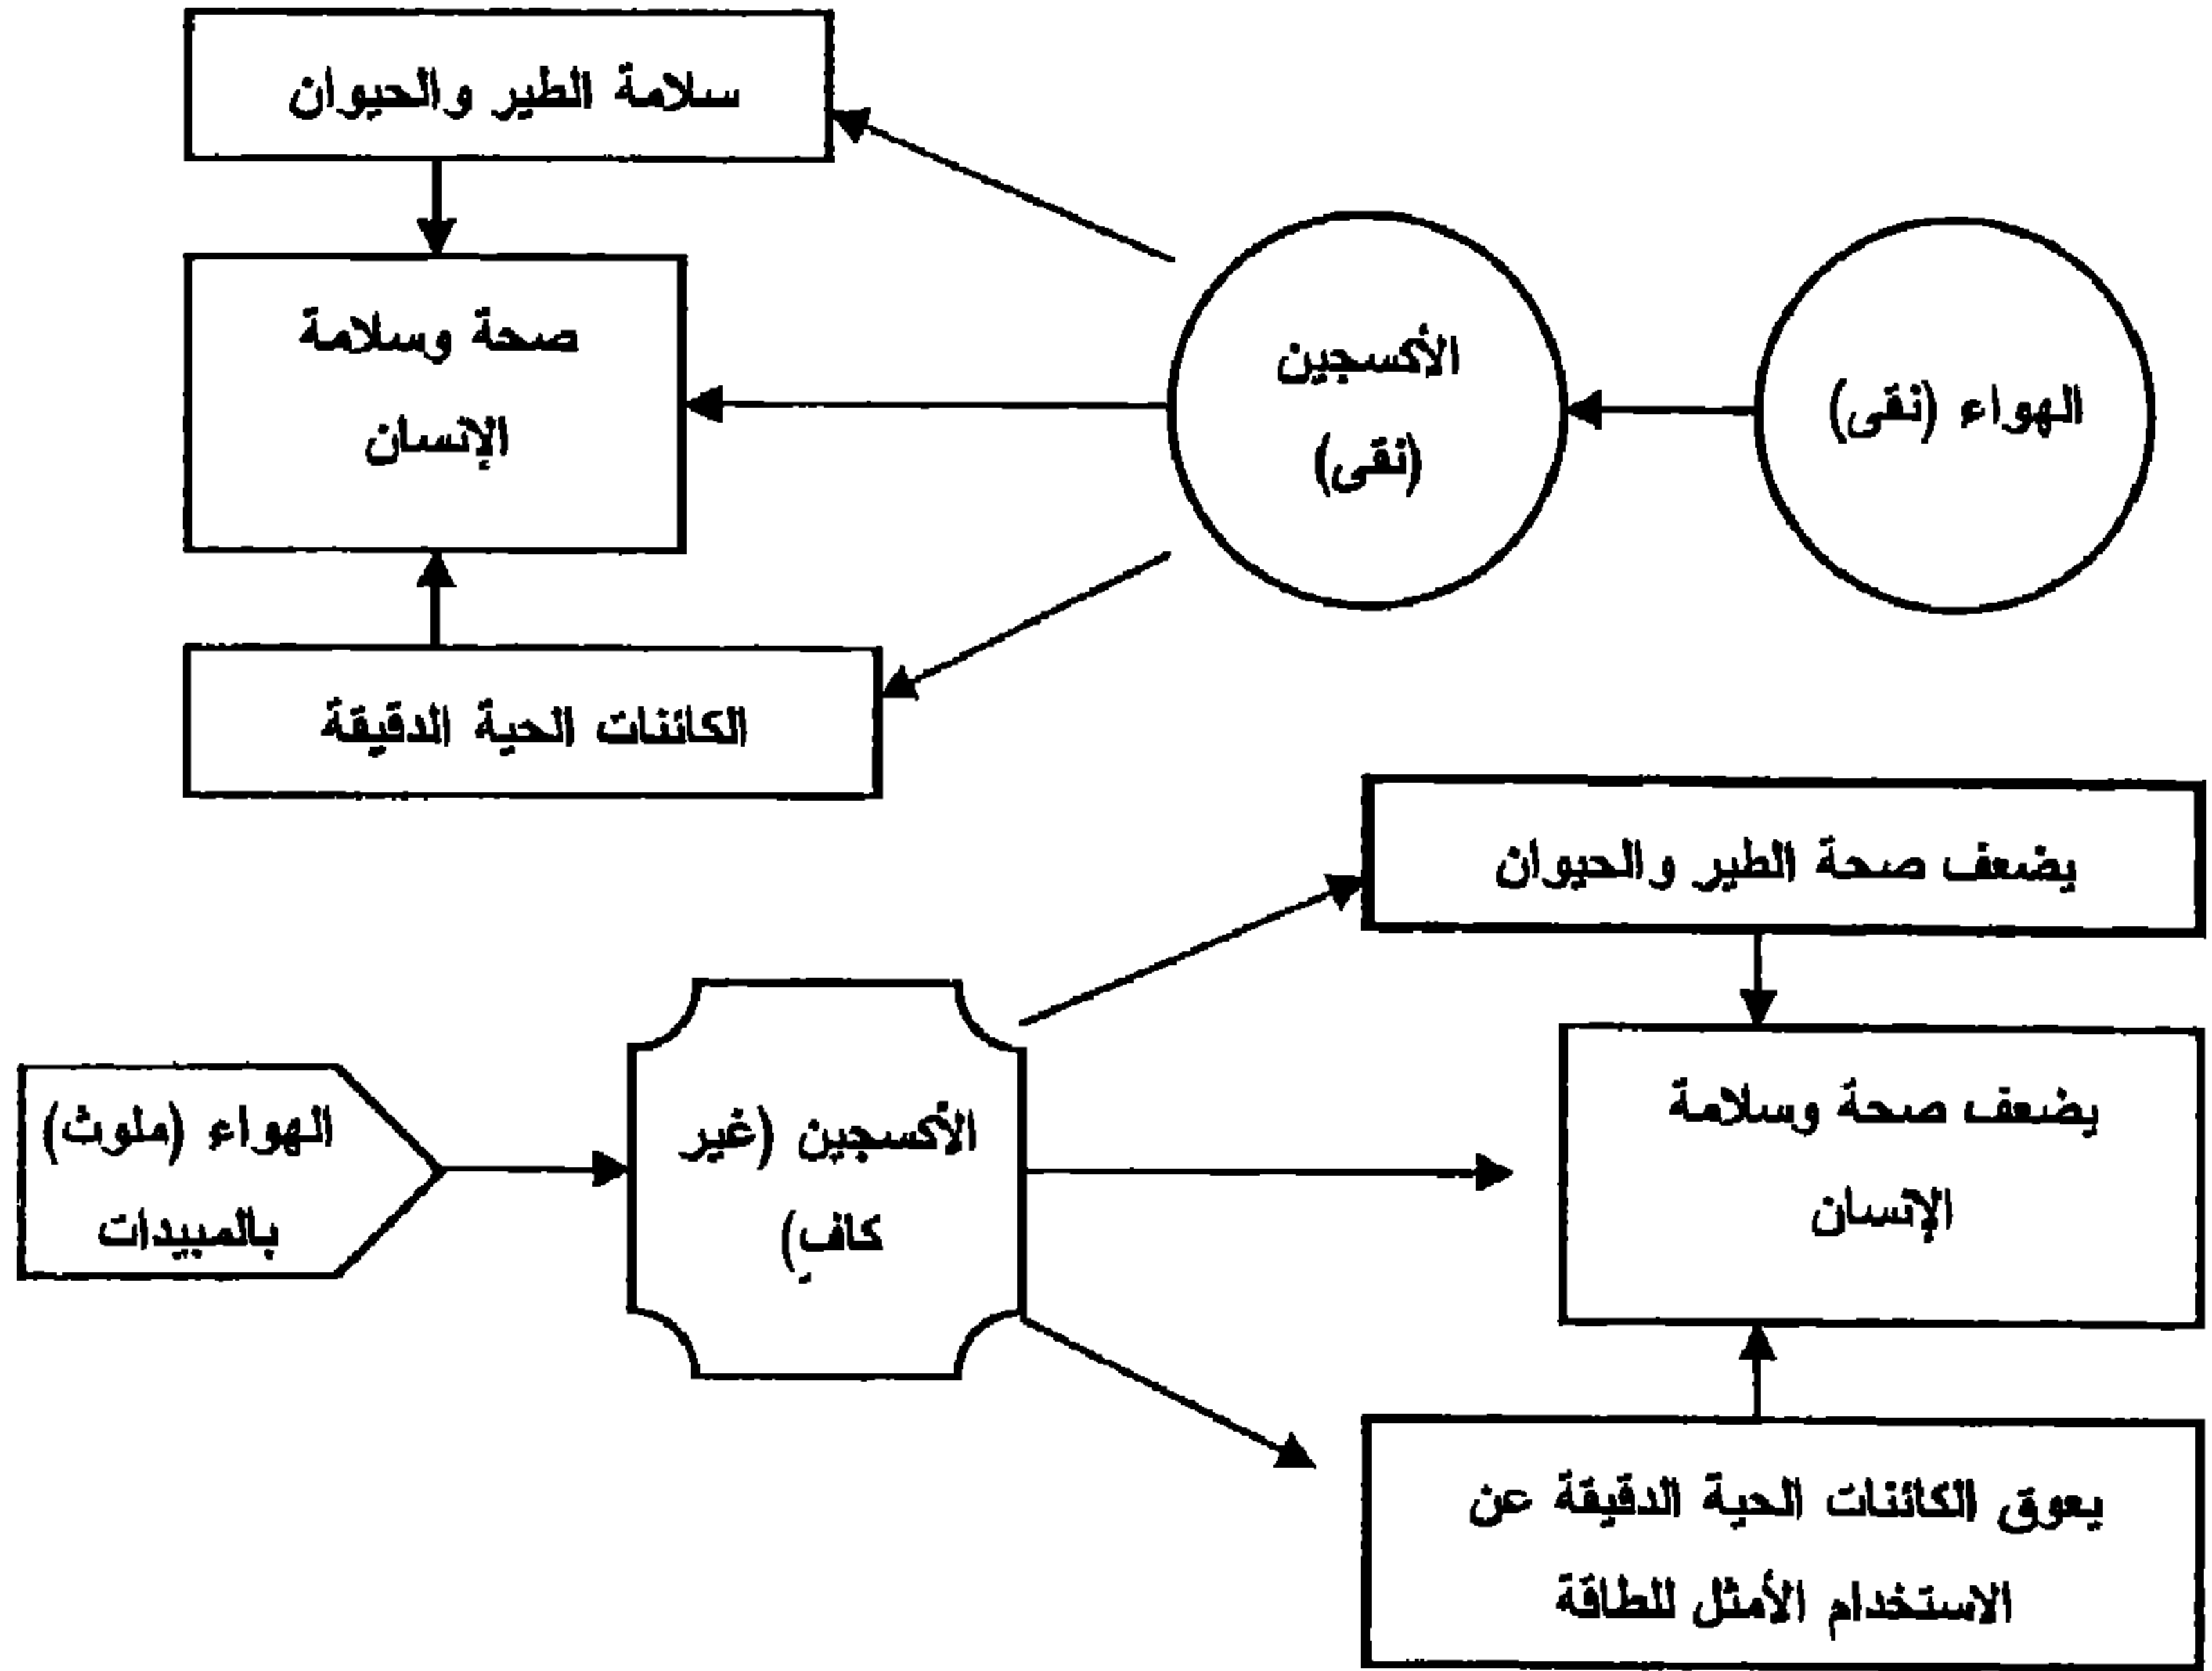 سلامة الطير والحيوان
الهواء (نقى)
الأكسجين
(نقى)
صحة وسلامة
الإنسان
الكائنات الحية الدقيقة
يضعف صحة الطير والحيوان
الهواء (ملوث)
بالمبيدات
الأكسجين (غير
كافٍ)
يضعف صحة وسلامة
الإنسان
يعوق الكائنات الحية الدقيقة عن
الاستخدام الأمثل للطاقة